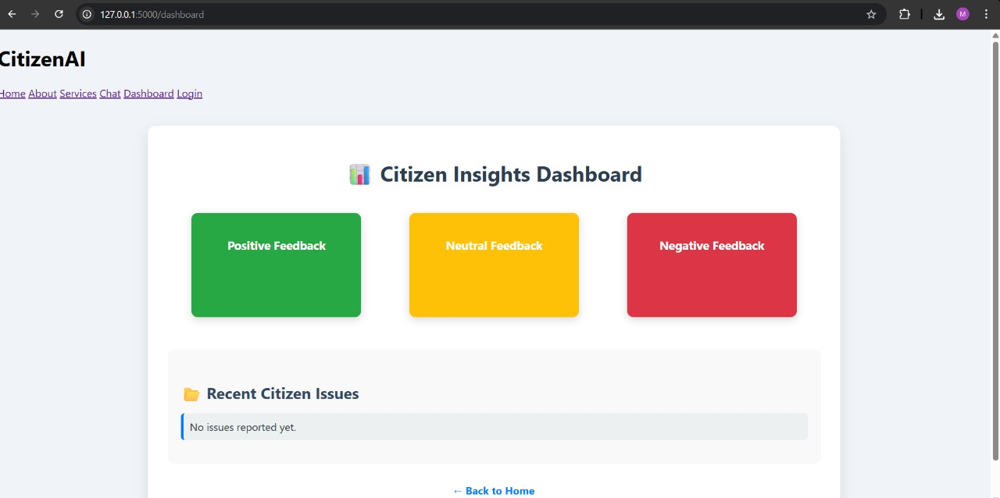 127.0.0.1:5000/dashboard
M
CitizenAI
Home About Services Chat Dashboard Login
Citizen Insights Dashboard
Positive Feedback
Neutral Feedback
Negative Feedback
Recent Citizen Issues
No issues reported yet.
← Back to Home